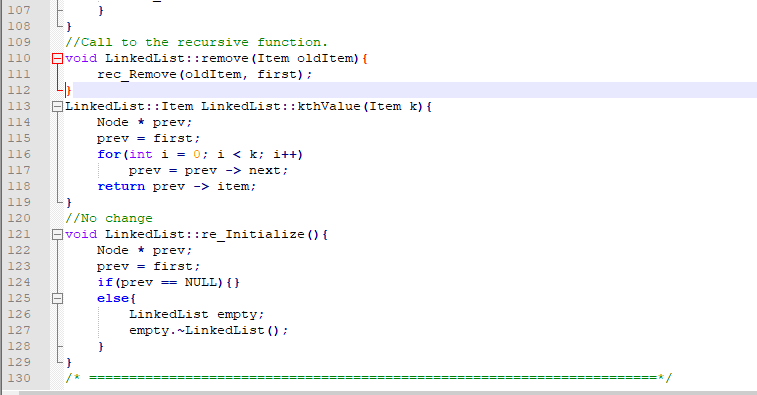 107         }
108 }
109 //Call to the recursive function.
110 void LinkedList::remove(Item oldItem){
111     rec_Remove(oldItem, first);
112 }
113 LinkedList::Item LinkedList::kthValue(Item k){
114     Node * prev;
115     prev = first;
116     for(int i = 0; i < k; i++)
117         prev = prev -> next;
118     return prev -> item;
119 }
120 //No change
121 void LinkedList::re_Initialize(){
122     Node * prev;
123     prev = first;
124     if(prev == NULL){}
125     else{
126         LinkedList empty;
127         empty.~LinkedList();
128     }
129 }
130 /* =======================================================================*/